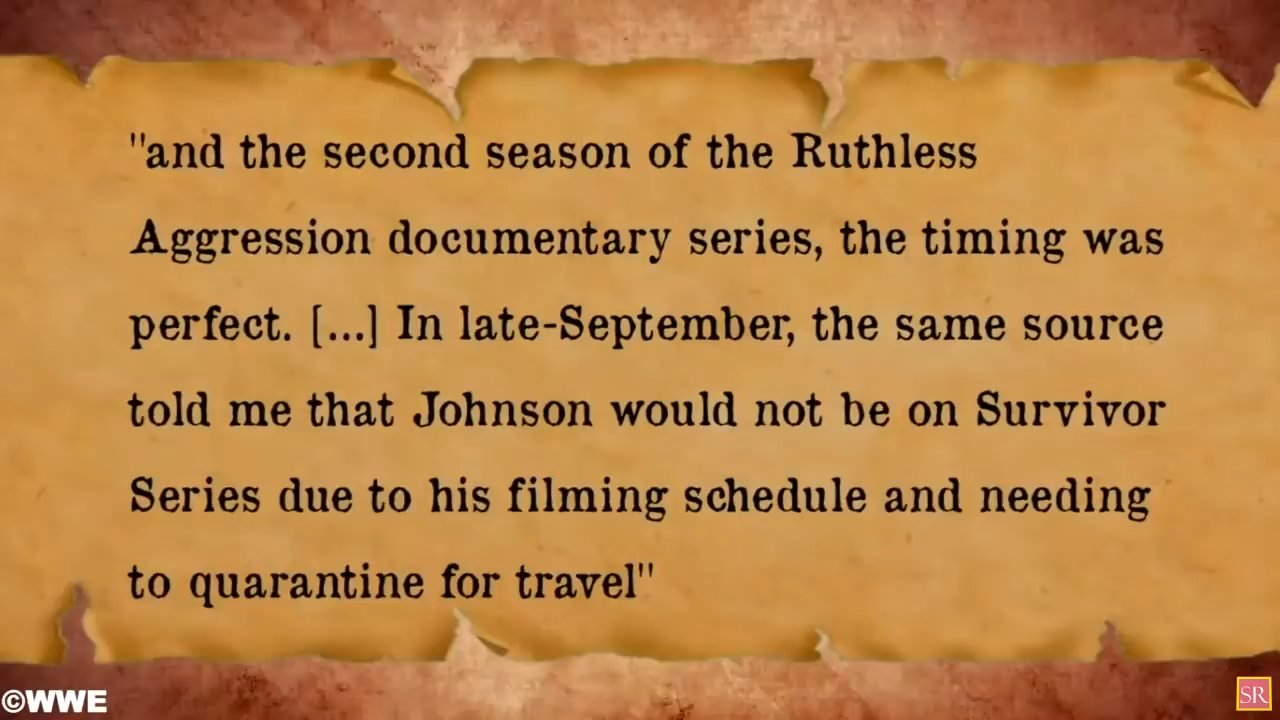 "and the second season of the Ruthless
Aggression documentary series, the timing was
perfect. [...] In late-September, the same source
told me that Johnson would not be on Survivor
Series due to his filming schedule and needing
to quarantine for travel"
©WWE
SR